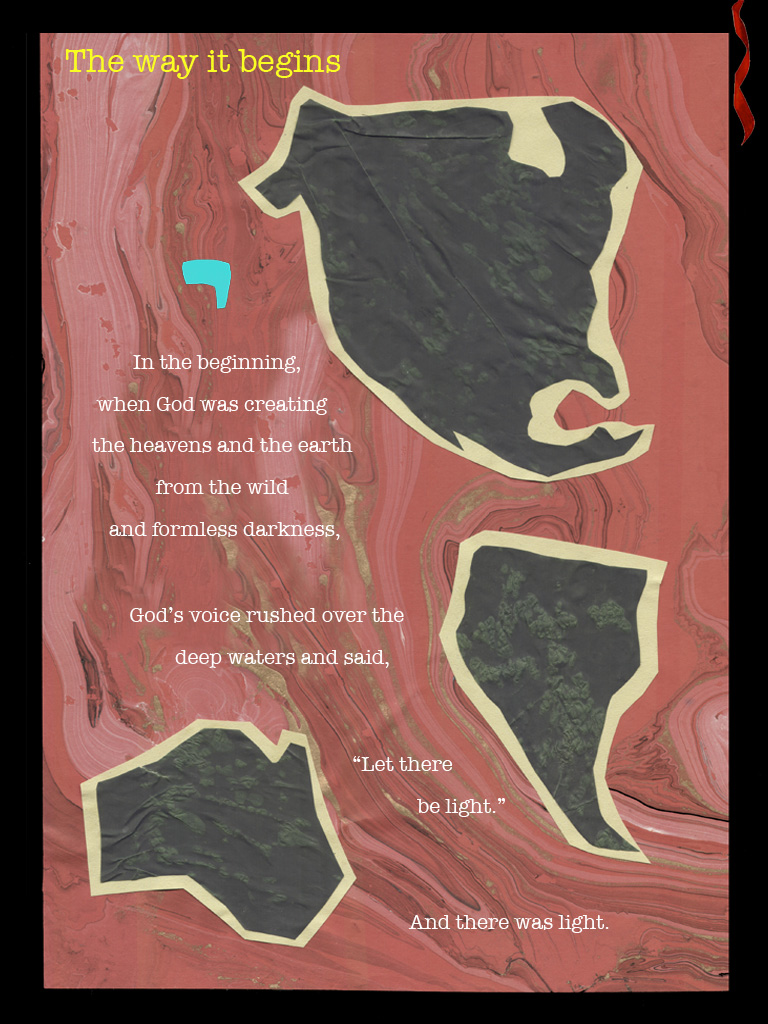 The way it begins
In the beginning,
when God was creating
the heavens and the earth
from the wild
and formless darkness,
God’s voice rushed over the
deep waters and said,
“Let there
be light.”
And there was light.